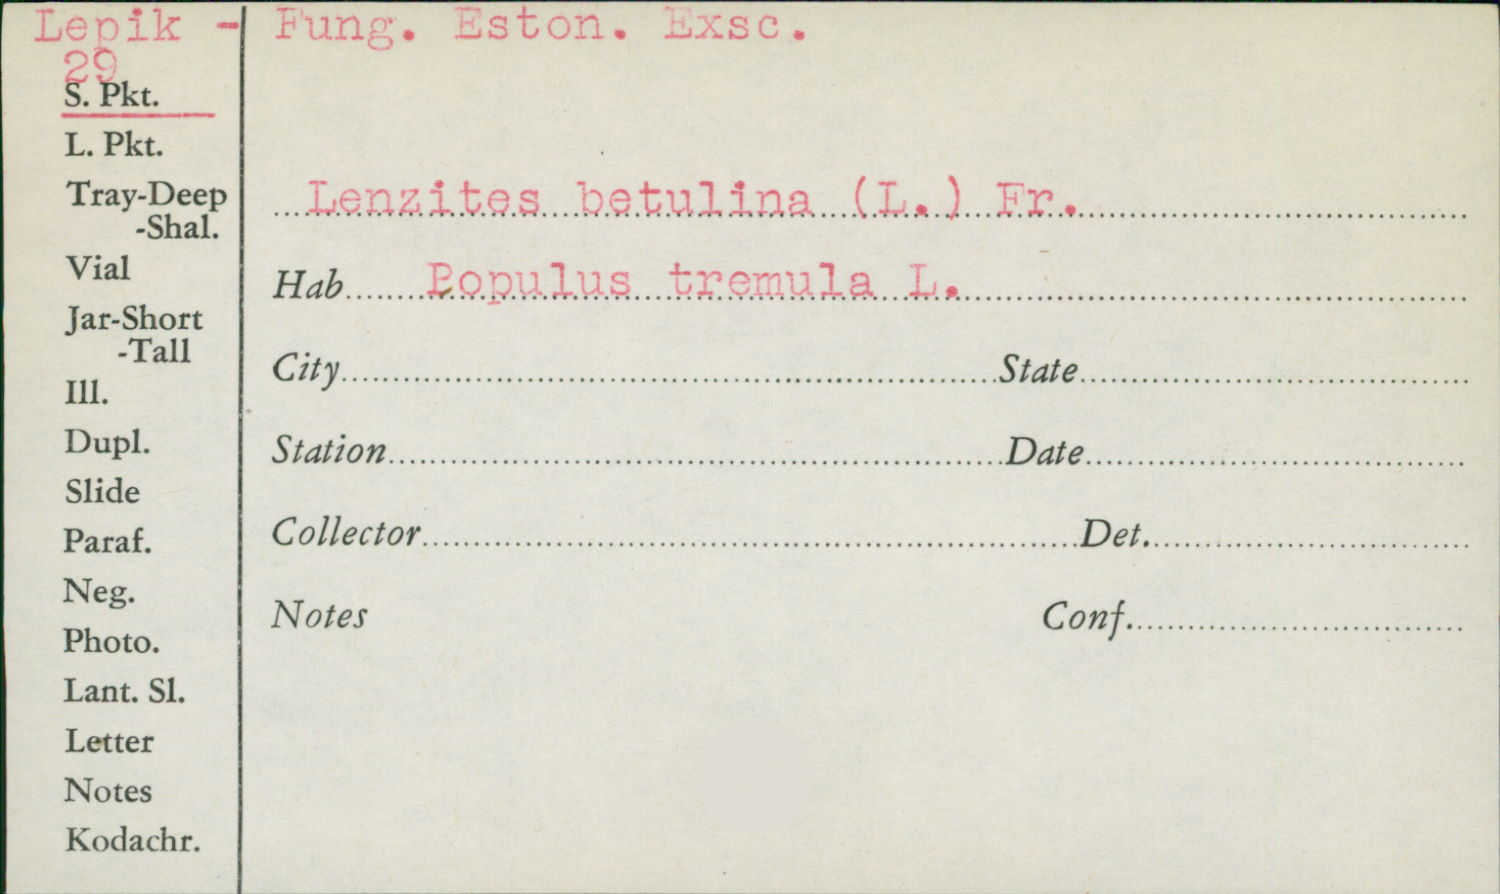 Lepik - Fung. Eston. Exsc.
29
S. Pkt.
L. Pkt.
Tray-Deep
-Shal.
Vial
Jar-Short
-Tall
Ill.
Dupl.
Slide
Paraf.
Neg.
Photo.
Lant. Sl.
Letter
Notes
Kodachr.
Lenzites betulina (L.) Fr.
Hab Populus tremula L.
City State
Station Date
Collector Det.
Notes Conf.